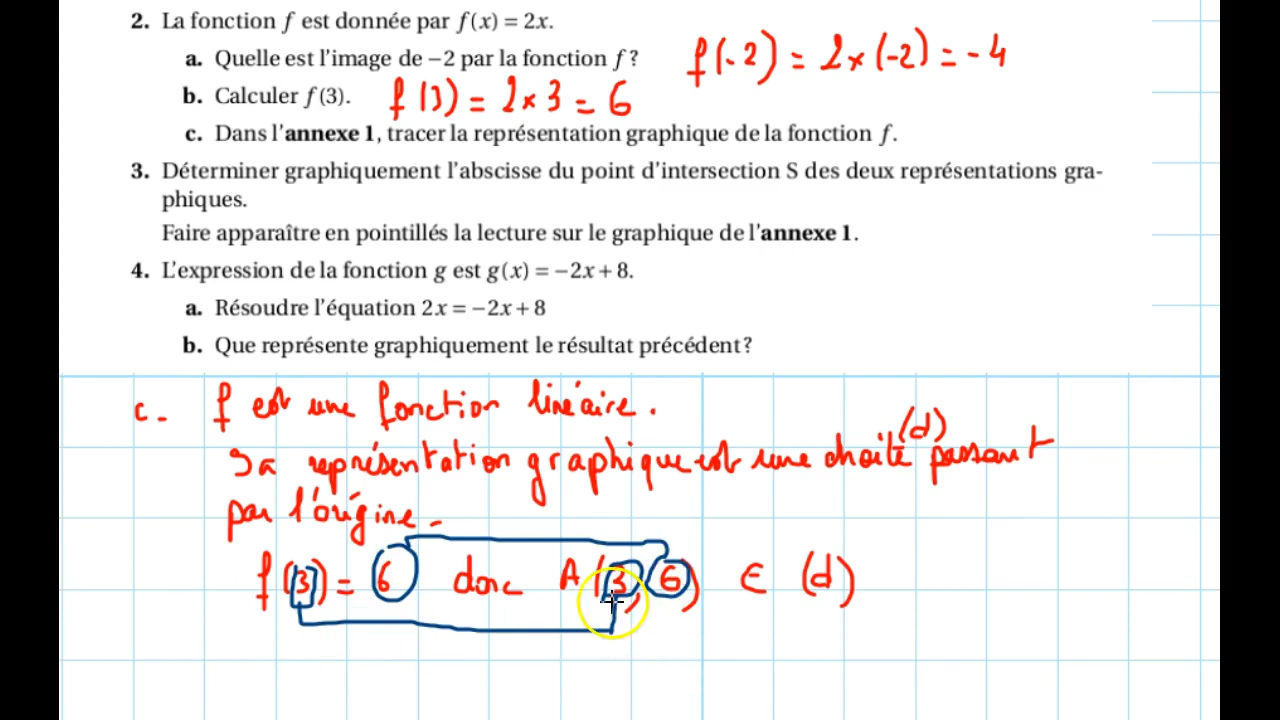 2. La fonction f est donnée par f(x) = 2x.
a. Quelle est l'image de −2 par la fonction f ? f(-2) = 2 × (-2) = -4
b. Calculer f(3). f(3) = 2 × 3 = 6
c. Dans l'annexe 1, tracer la représentation graphique de la fonction f.
3. Déterminer graphiquement l'abscisse du point d'intersection S des deux représentations gra-
phiques.
Faire apparaître en pointillés la lecture sur le graphique de l'annexe 1.
4. L'expression de la fonction g est g(x) = −2x + 8.
a. Résoudre l'équation 2x = −2x + 8
b. Que représente graphiquement le résultat précédent ?
c. f est une fonction linéaire.
Sa représentation graphique est une droite (d) passant
par l'origine.
f(3) = 6 donc A(3, 6) ∈ (d)